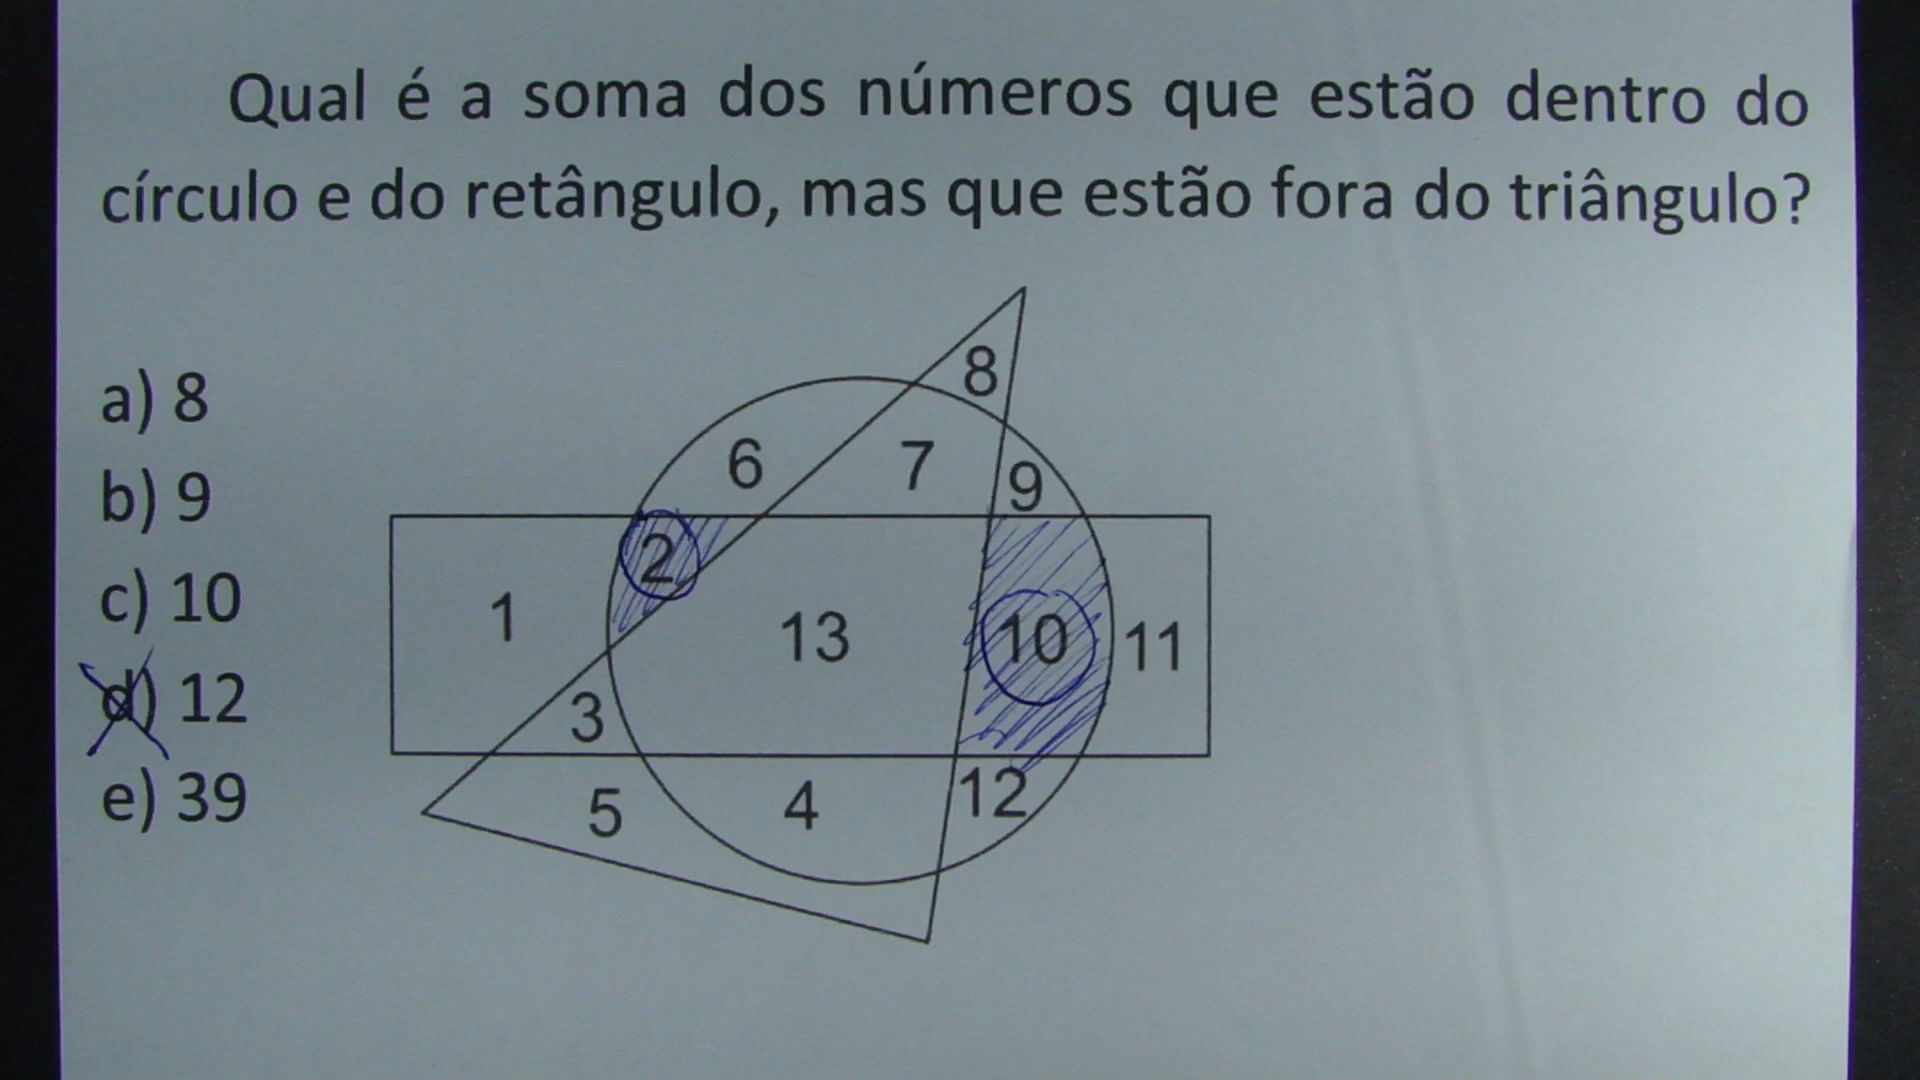 Qual é a soma dos números que estão dentro do
círculo e do retângulo, mas que estão fora do triângulo?
a) 8
b) 9
c) 10
d) 12
e) 39
8
6 7 9
2
1 13 10 11
3
5 4 12